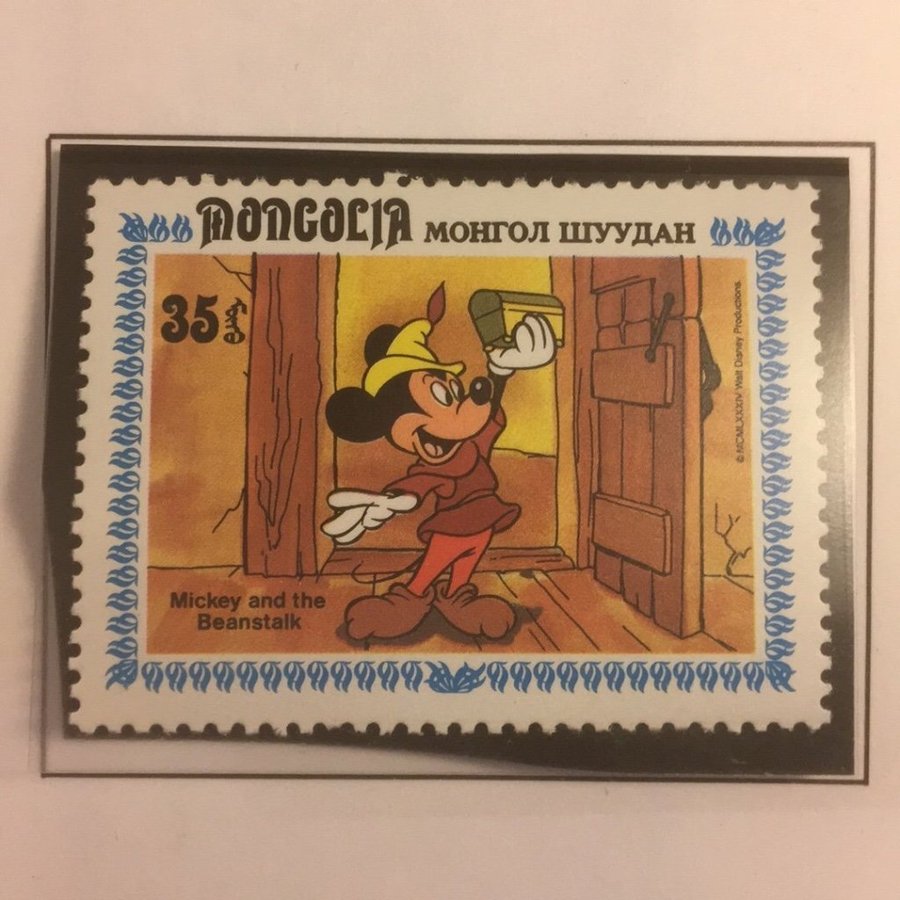 MONGOLIA МОНГОЛ ШУУДАН
35
© MCMLXXXIV Walt Disney Productions.
Mickey and the
Beanstalk